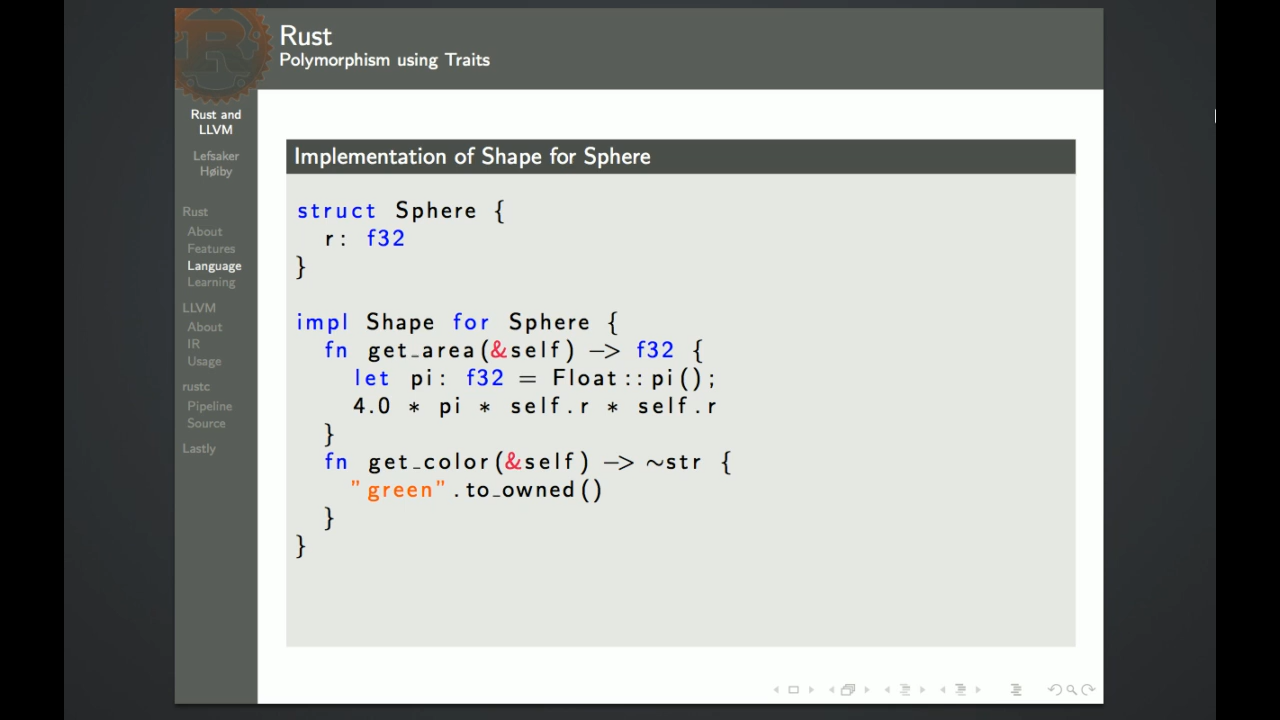 Rust
Polymorphism using Traits
Rust and
LLVM
Lefsaker
Høiby
Rust
About
Features
Language
Learning
LLVM
About
IR
Usage
rustc
Pipeline
Source
Lastly
Implementation of Shape for Sphere
struct Sphere {
  r: f32
}
impl Shape for Sphere {
  fn get_area(&self) -> f32 {
    let pi: f32 = Float::pi();
    4.0 * pi * self.r * self.r
  }
  fn get_color(&self) -> ~str {
    "green".to_owned()
  }
}